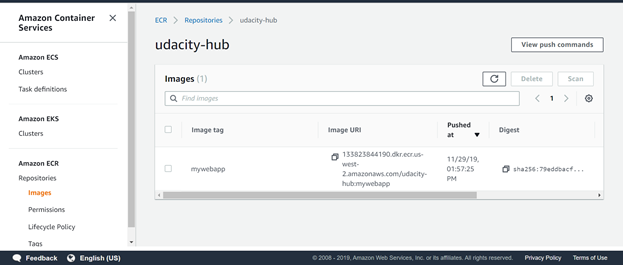 Amazon Container
Services
Amazon ECS
Clusters
Task definitions
Amazon EKS
Clusters
Amazon ECR
Repositories
Images
Permissions
Lifecycle Policy
Tags
ECR
Repositories
udacity-hub
udacity-hub
View push commands
Images (1)
Delete
Scan
Find images
1
Image tag
Image URI
Pushed
at
Digest
mywebapp
133823844190.dkr.ecr.us-
west-
2.amazonaws.com/udacity-
hub:mywebapp
11/29/19,
01:57:25
PM
sha256:79addbacf...
Feedback
English (US)
© 2008 - 2019, Amazon Web Services, Inc. or its affiliates. All rights reserved.
Privacy Policy
Terms of Use